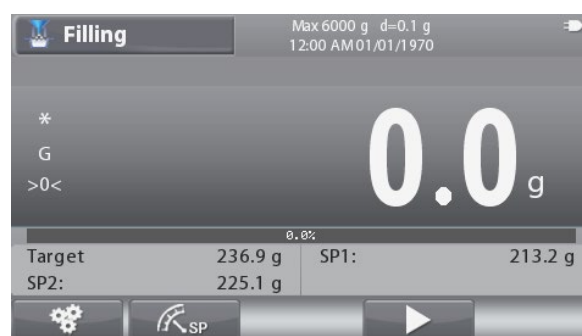 Filling
Max 6000 g d=0.1 g
12:00 AM 01/01/1970
*
G
>0<
0.0 g
0.0%
Target 236.9 g SP1: 213.2 g
SP2: 225.1 g
SP